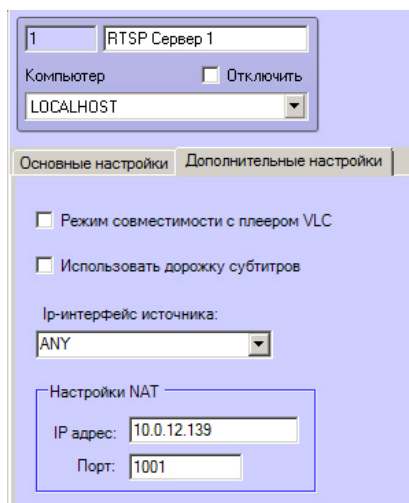 1 RTSP Сервер 1
Компьютер Отключить
LOCALHOST
Основные настройки Дополнительные настройки
Режим совместимости с плеером VLC
Использовать дорожку субтитров
Ip-интерфейс источника:
ANY
Настройки NAT
IP адрес: 10.0.12.139
Порт: 1001